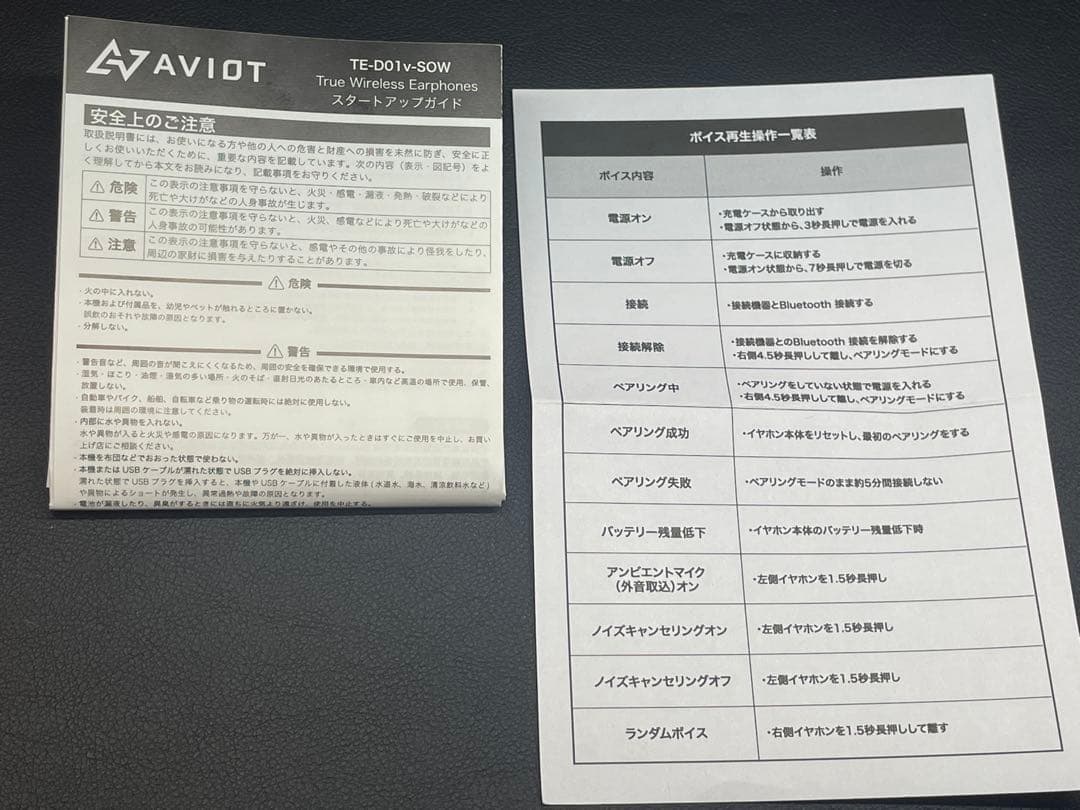 AVIOT
TE-D01v-SOW
True Wireless Earphones
スタートアップガイド
安全上のご注意
取扱説明書には、お使いになる方や他の人への危害と財産への損害を未然に防ぎ、安全に正
しくお使いいただくために、重要な内容を記載しています。次の内容（表示・図記号）をよ
く理解してから本文をお読みになり、記載事項をお守りください。
⚠ 危険
この表示の注意事項を守らないと、火災・感電・漏液・発熱・破裂などにより
死亡や大けがなどの人身事故が生じます。
⚠ 警告
この表示の注意事項を守らないと、火災、感電などにより死亡や大けがなどの
人身事故の可能性があります。
⚠ 注意
この表示の注意事項を守らないと、感電やその他の事故により怪我をしたり、
周辺の家財に損害を与えたりすることがあります。
⚠ 危険
・火の中に入れない。
・本機および付属品を、幼児やペットが触れるところに置かない。
誤飲のおそれや故障の原因となります。
・分解しない。
⚠ 警告
・警告音など、周囲の音が聞こえにくくなるため、周囲の安全を確保できる環境で使用する。
・湿気・ほこり・油煙・湯気の多い場所・火のそば・直射日光のあたるところ・車内など高温の場所で使用、保管、
放置しない。
・自動車やバイク、船舶、自転車など乗り物の運転時には絶対に使用しない。
装着時は周囲の環境に注意してください。
・内部に水や異物を入れない。
水や異物が入ると火災や感電の原因になります。万が一、水や異物が入ったときはすぐにご使用を中止し、お買い
上げ店にご相談ください。
・本機を布団などでおおった状態で使わない。
・本機またはUSBケーブルが濡れた状態でUSBプラグを絶対に挿入しない。
濡れた状態でUSBプラグを挿入すると、本機やUSBケーブルに付着した液体(水道水、海水、清涼飲料水など)
や異物によるショートが発生し、異常過熱や故障の原因となります。
・電池が漏液したり、異臭がするときには直ちに火気より遠ざけ、使用を中止する。
ボイス再生操作一覧表
ボイス内容
操作
電源オン
・充電ケースから取り出す
・電源オフ状態から、3秒長押しで電源を入れる
電源オフ
・充電ケースに収納する
・電源オン状態から、7秒長押しで電源を切る
接続
・接続機器とBluetooth 接続する
接続解除
・接続機器とのBluetooth 接続を解除する
・右側4.5秒長押しして離し、ペアリングモードにする
ペアリング中
・ペアリングをしていない状態で電源を入れる
・右側4.5秒長押しして離し、ペアリングモードにする
ペアリング成功
・イヤホン本体をリセットし、最初のペアリングをする
ペアリング失敗
・ペアリングモードのまま約5分間接続しない
バッテリー残量低下
・イヤホン本体のバッテリー残量低下時
アンビエントマイク
（外音取込）オン
・左側イヤホンを1.5秒長押し
ノイズキャンセリングオン
・左側イヤホンを1.5秒長押し
ノイズキャンセリングオフ
・左側イヤホンを1.5秒長押し
ランダムボイス
・右側イヤホンを1.5秒長押しして離す